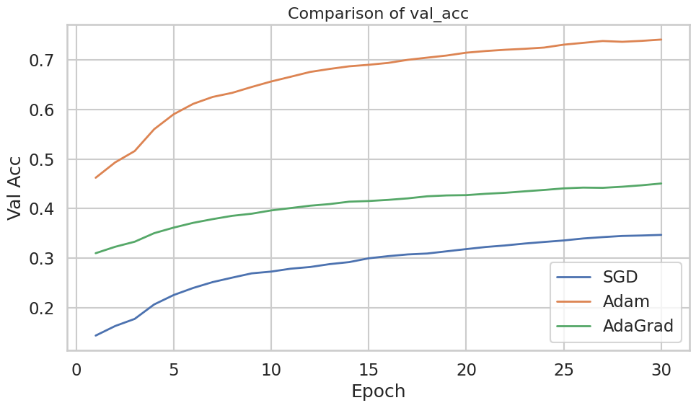 Comparison of val_acc
Val Acc
0.7
0.6
0.5
0.4
0.3
0.2
0 5 10 15 20 25 30
Epoch
SGD
Adam
AdaGrad